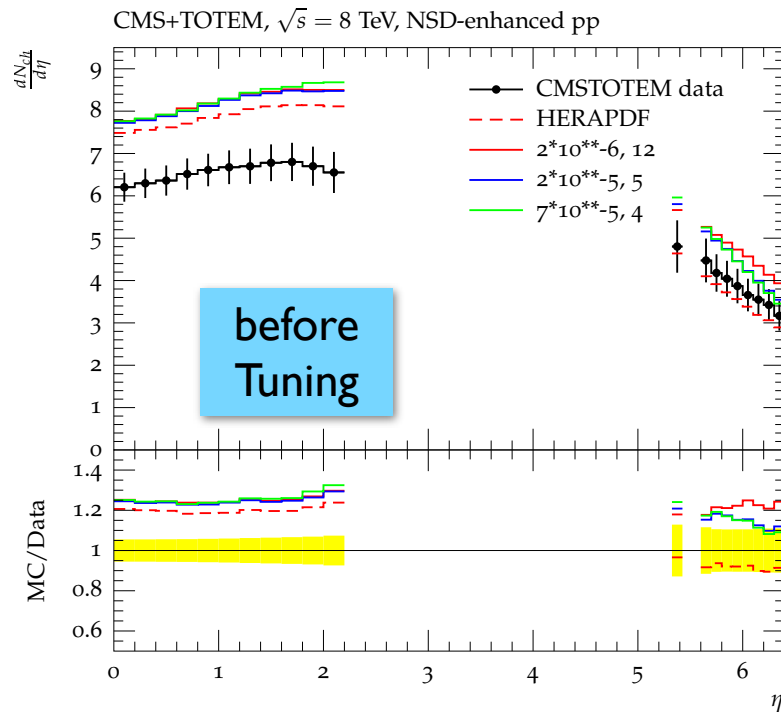 CMS+TOTEM, √s = 8 TeV, NSD-enhanced pp
dN_ch/dη
9
8
7
6
5
4
3
2
1
0
CMSTOTEM data
HERAPDF
2*10**-6, 12
2*10**-5, 5
7*10**-5, 4
before
Tuning
MC/Data
1.4
1.2
1
0.8
0.6
0 1 2 3 4 5 6
η